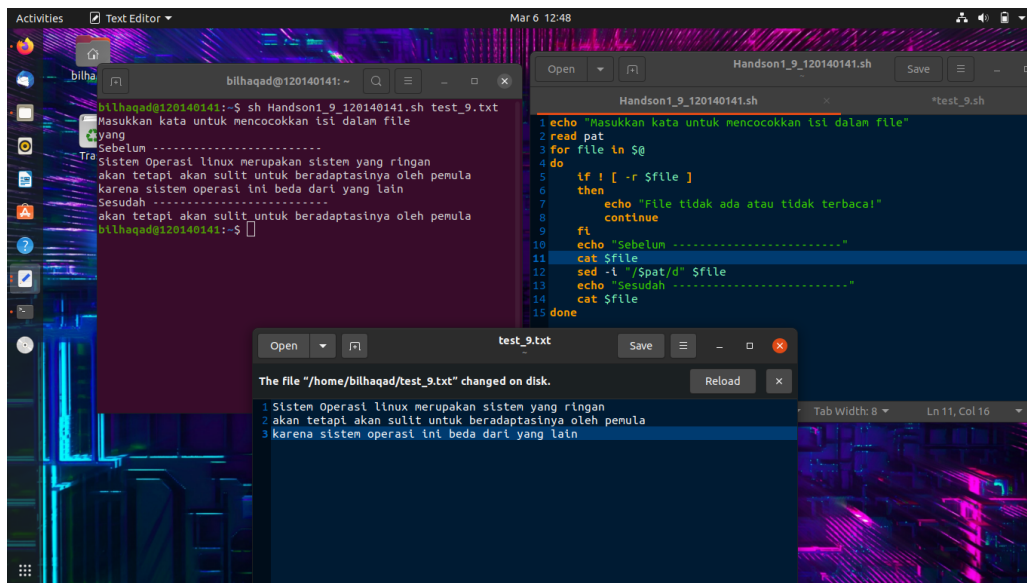 Activities Text Editor Mar 6 12:48
bilha
Tra
bilhaqad@120140141: ~
bilhaqad@120140141:~$ sh Handson1_9_120140141.sh test_9.txt
Masukkan kata untuk mencocokkan isi dalam file
yang
Sebelum -------------------------
Sistem Operasi linux merupakan sistem yang ringan
akan tetapi akan sulit untuk beradaptasinya oleh pemula
karena sistem operasi ini beda dari yang lain
Sesudah --------------------------
akan tetapi akan sulit untuk beradaptasinya oleh pemula
bilhaqad@120140141:~$
Open Handson1_9_120140141.sh Save
~
Handson1_9_120140141.sh × *test_9.sh
1 echo "Masukkan kata untuk mencocokkan isi dalam file"
2 read pat
3 for file in $@
4 do
5 if ! [ -r $file ]
6 then
7 echo "File tidak ada atau tidak terbaca!"
8 continue
9 fi
10 echo "Sebelum -------------------------"
11 cat $file
12 sed -i "/$pat/d" $file
13 echo "Sesudah --------------------------"
14 cat $file
15 done
Tab Width: 8 Ln 11, Col 16
Open test_9.txt Save
~
The file “/home/bilhaqad/test_9.txt” changed on disk. Reload ×
1 Sistem Operasi linux merupakan sistem yang ringan
2 akan tetapi akan sulit untuk beradaptasinya oleh pemula
3 karena sistem operasi ini beda dari yang lain